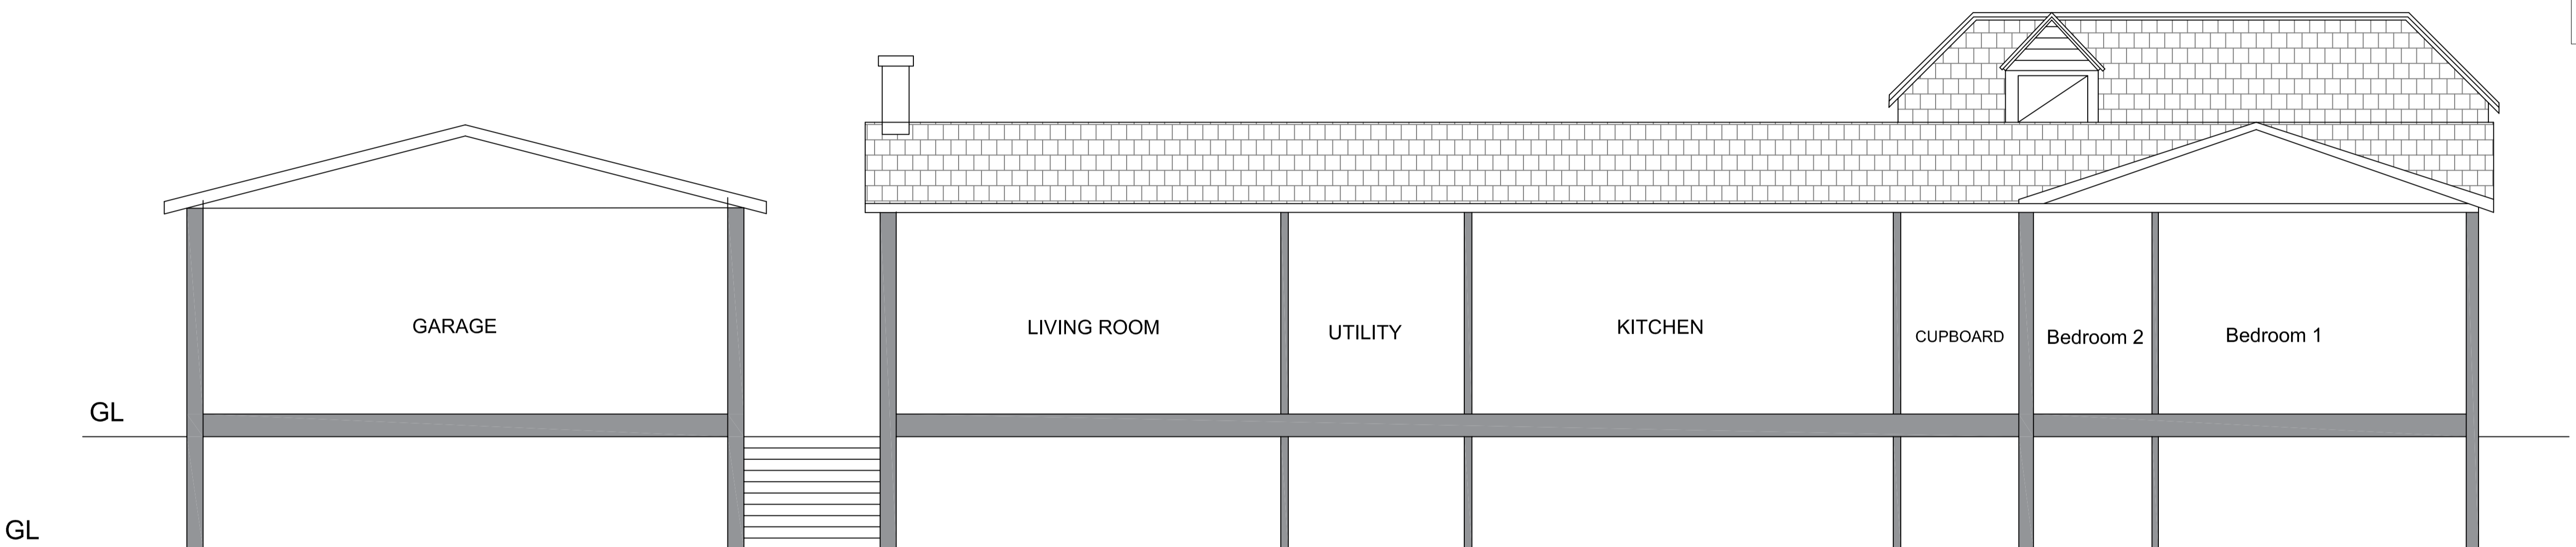 GARAGE
LIVING ROOM
UTILITY
KITCHEN
CUPBOARD
Bedroom 2
Bedroom 1
GL
GL